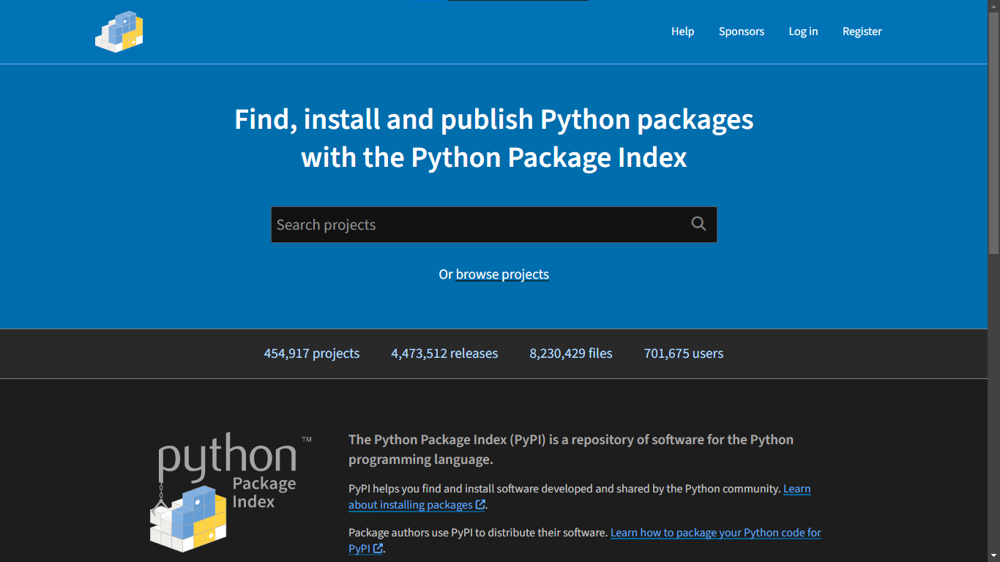 Help Sponsors Log in Register
Find, install and publish Python packages
with the Python Package Index
Search projects
Or browse projects
454,917 projects 4,473,512 releases 8,230,429 files 701,675 users
python ™
Package
Index
The Python Package Index (PyPI) is a repository of software for the Python
programming language.
PyPI helps you find and install software developed and shared by the Python community. Learn
about installing packages.
Package authors use PyPI to distribute their software. Learn how to package your Python code for
PyPI.